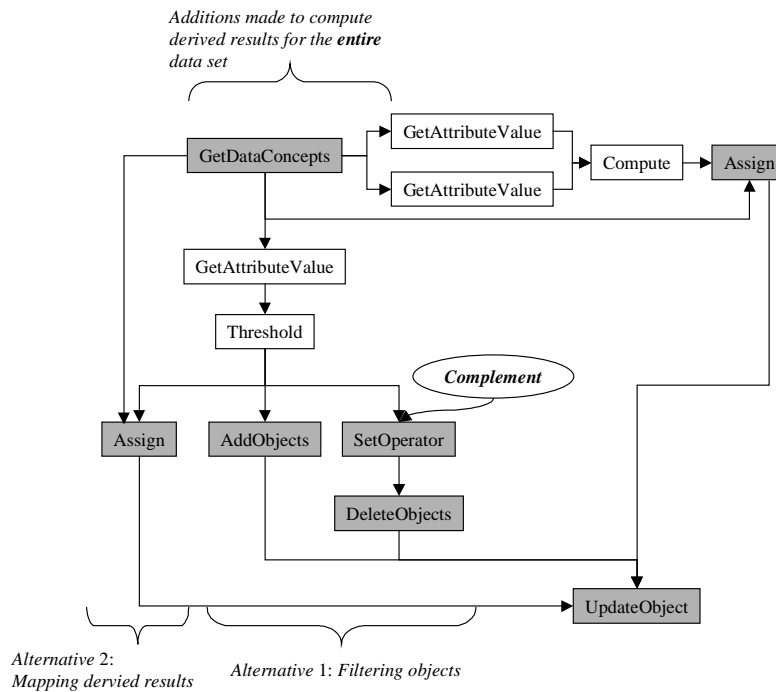 Additions made to compute
derived results for the entire
data set
GetAttributeValue
GetDataConcepts
Compute
Assign
GetAttributeValue
GetAttributeValue
Threshold
Complement
Assign
AddObjects
SetOperator
DeleteObjects
UpdateObject
Alternative 2:
Mapping dervied results
Alternative 1: Filtering objects